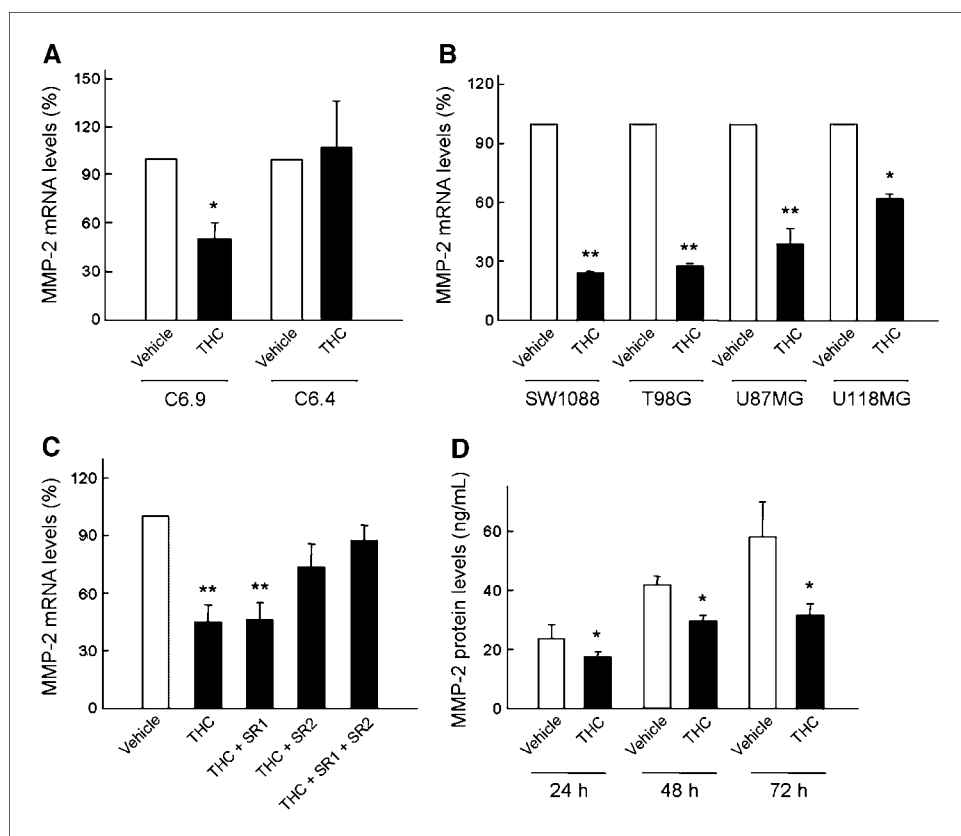 A
MMP-2 mRNA levels (%)
150
120
90
60
30
0
*
Vehicle
THC
Vehicle
THC
C6.9
C6.4
B
MMP-2 mRNA levels (%)
120
90
60
30
0
**
**
**
*
Vehicle
THC
Vehicle
THC
Vehicle
THC
Vehicle
THC
SW1088
T98G
U87MG
U118MG
C
MMP-2 mRNA levels (%)
120
90
60
30
0
**
**
Vehicle
THC
THC + SR1
THC + SR2
THC + SR1 + SR2
D
MMP-2 protein levels (ng/mL)
60
40
20
0
*
*
*
Vehicle
THC
Vehicle
THC
Vehicle
THC
24 h
48 h
72 h